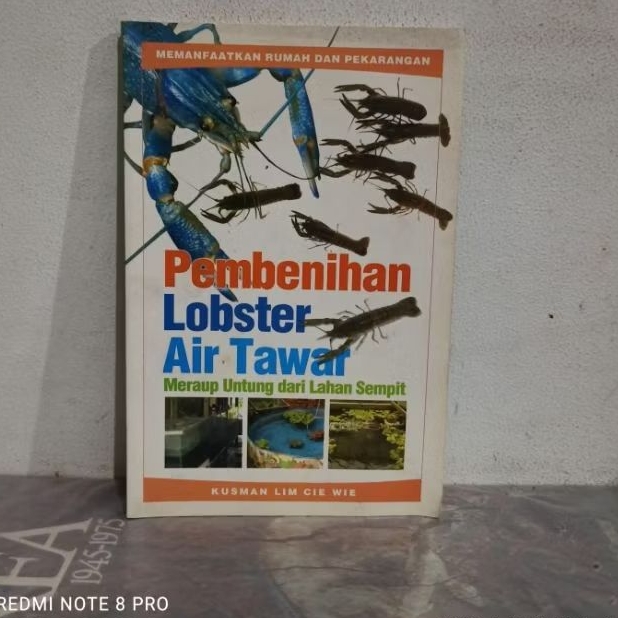 MEMANFAATKAN RUMAH DAN PEKARANGAN
Pembenihan
Lobster
Air Tawar
Meraup Untung dari Lahan Sempit
KUSMAN LIM CIE WIE
1945-1975
REDMI NOTE 8 PRO